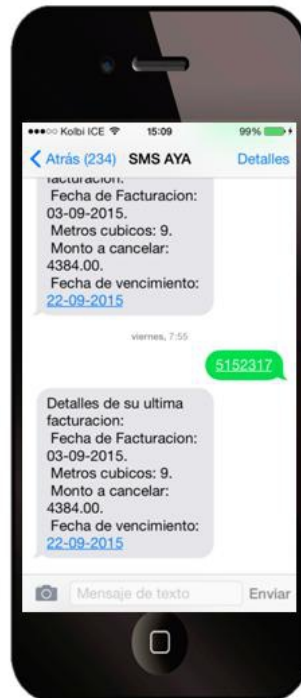 Kolbi ICE 15:09 99%
Atrás (234) SMS AYA Detalles
facturacion:
Fecha de Facturacion:
03-09-2015.
Metros cubicos: 9.
Monto a cancelar:
4384.00.
Fecha de vencimiento:
22-09-2015
viernes, 7:55
5152317
Detalles de su ultima
facturacion:
Fecha de Facturacion:
03-09-2015.
Metros cubicos: 9.
Monto a cancelar:
4384.00.
Fecha de vencimiento:
22-09-2015
Mensaje de texto Enviar